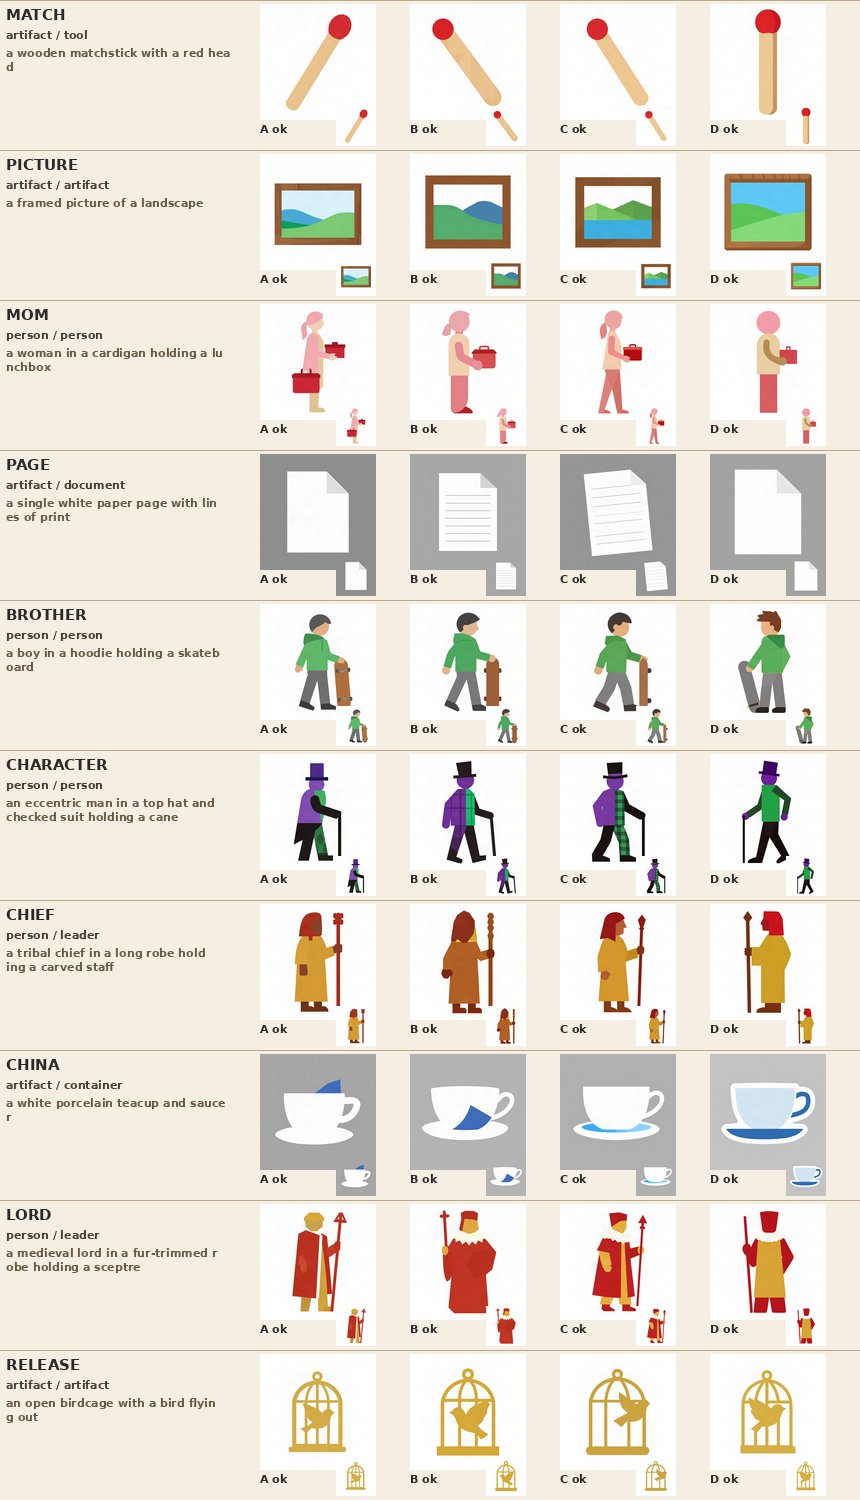 MATCH
artifact / tool
a wooden matchstick with a red hea
d
A ok
B ok
C ok
D ok
PICTURE
artifact / artifact
a framed picture of a landscape
A ok
B ok
C ok
D ok
MOM
person / person
a woman in a cardigan holding a lu
nchbox
A ok
B ok
C ok
D ok
PAGE
artifact / document
a single white paper page with lin
es of print
A ok
B ok
C ok
D ok
BROTHER
person / person
a boy in a hoodie holding a skateb
oard
A ok
B ok
C ok
D ok
CHARACTER
person / person
an eccentric man in a top hat and
checked suit holding a cane
A ok
B ok
C ok
D ok
CHIEF
person / leader
a tribal chief in a long robe hold
ing a carved staff
A ok
B ok
C ok
D ok
CHINA
artifact / container
a white porcelain teacup and sauce
r
A ok
B ok
C ok
D ok
LORD
person / leader
a medieval lord in a fur-trimmed r
obe holding a sceptre
A ok
B ok
C ok
D ok
RELEASE
artifact / artifact
an open birdcage with a bird flyin
g out
A ok
B ok
C ok
D ok